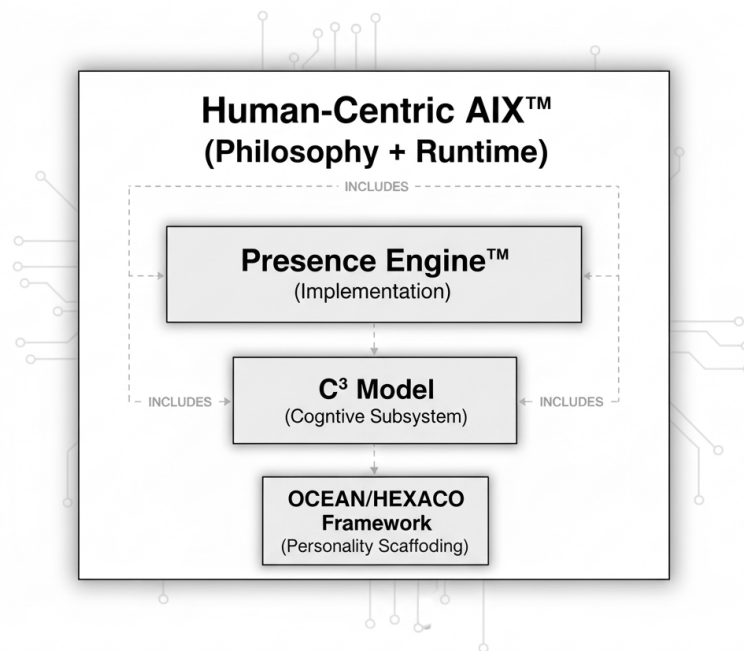 Human-Centric AIX™
(Philosophy + Runtime)
INCLUDES
Presence Engine™
(Implementation)
C³ Model
(Cogntive Subsystem)
INCLUDES
INCLUDES
OCEAN/HEXACO
Framework
(Personality Scaffoding)